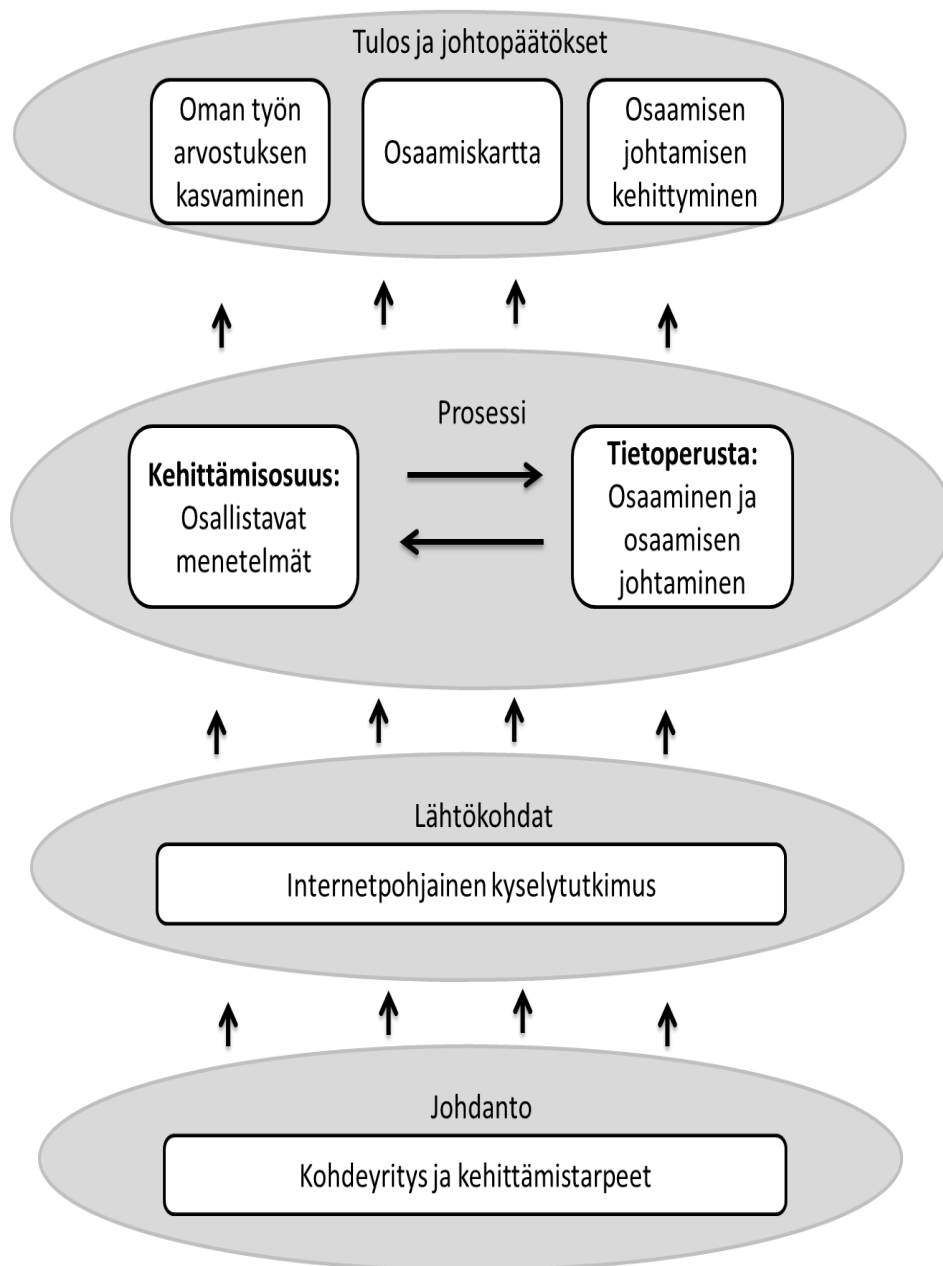 Tulos ja johtopäätökset
Oman työn
arvostuksen
kasvaminen
Osaamiskartta
Osaamisen
johtamisen
kehittyminen
Prosessi
Kehittämisosuus:
Osallistavat
menetelmät
Tietoperusta:
Osaaminen ja
osaamisen
johtaminen
Lähtökohdat
Internetpohjainen kyselytutkimus
Johdanto
Kohdeyritys ja kehittämistarpeet